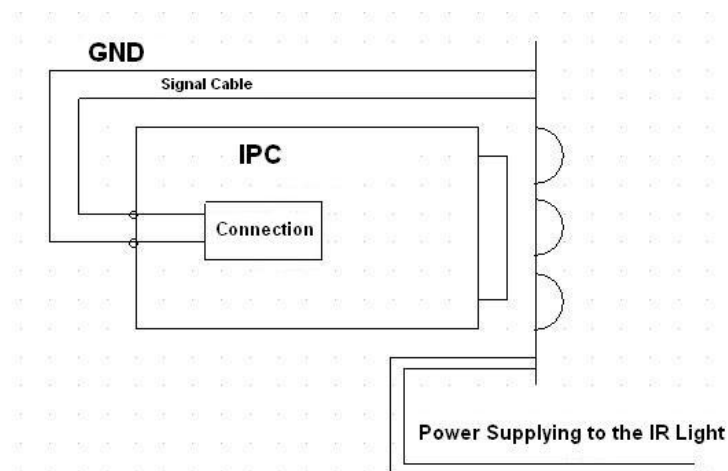 GND
Signal Cable
IPC
Connection
Power Supplying to the IR Light